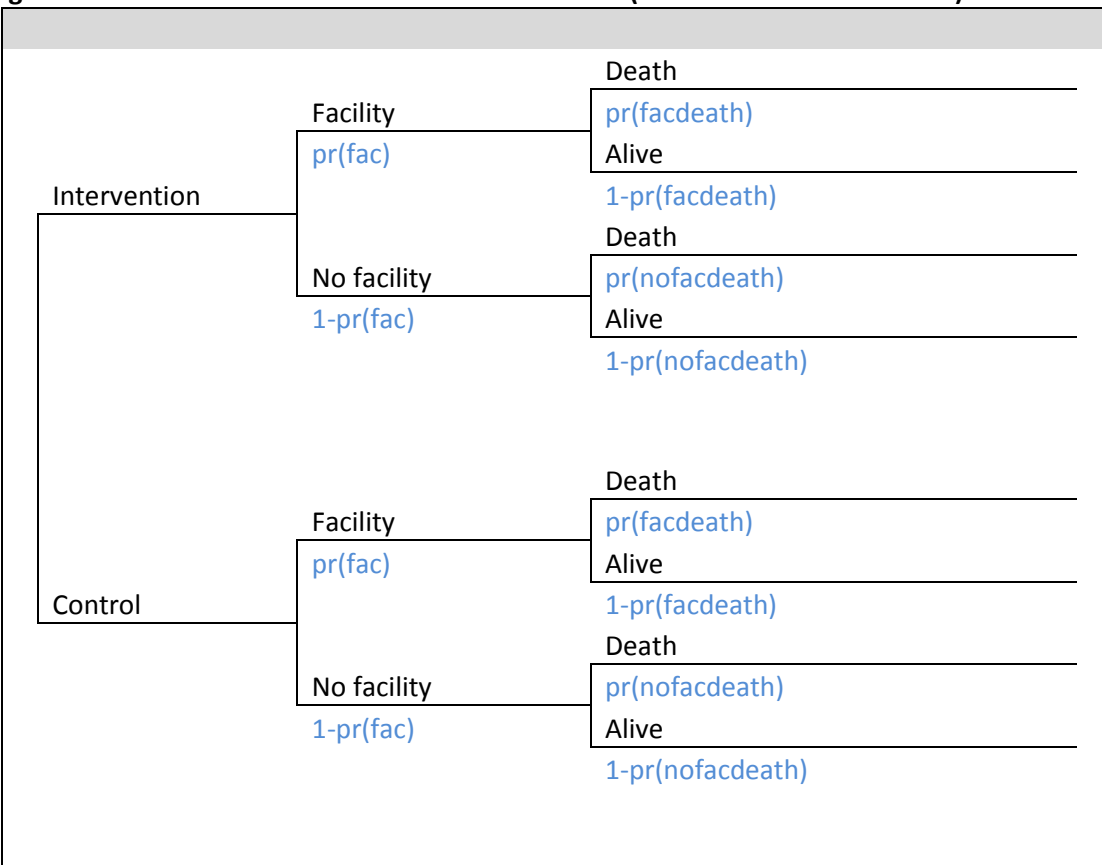 Death
Facility
pr(facdeath)
pr(fac)
Alive
Intervention
1-pr(facdeath)
Death
No facility
pr(nofacdeath)
1-pr(fac)
Alive
1-pr(nofacdeath)
Death
Facility
pr(facdeath)
pr(fac)
Alive
Control
1-pr(facdeath)
Death
No facility
pr(nofacdeath)
1-pr(fac)
Alive
1-pr(nofacdeath)